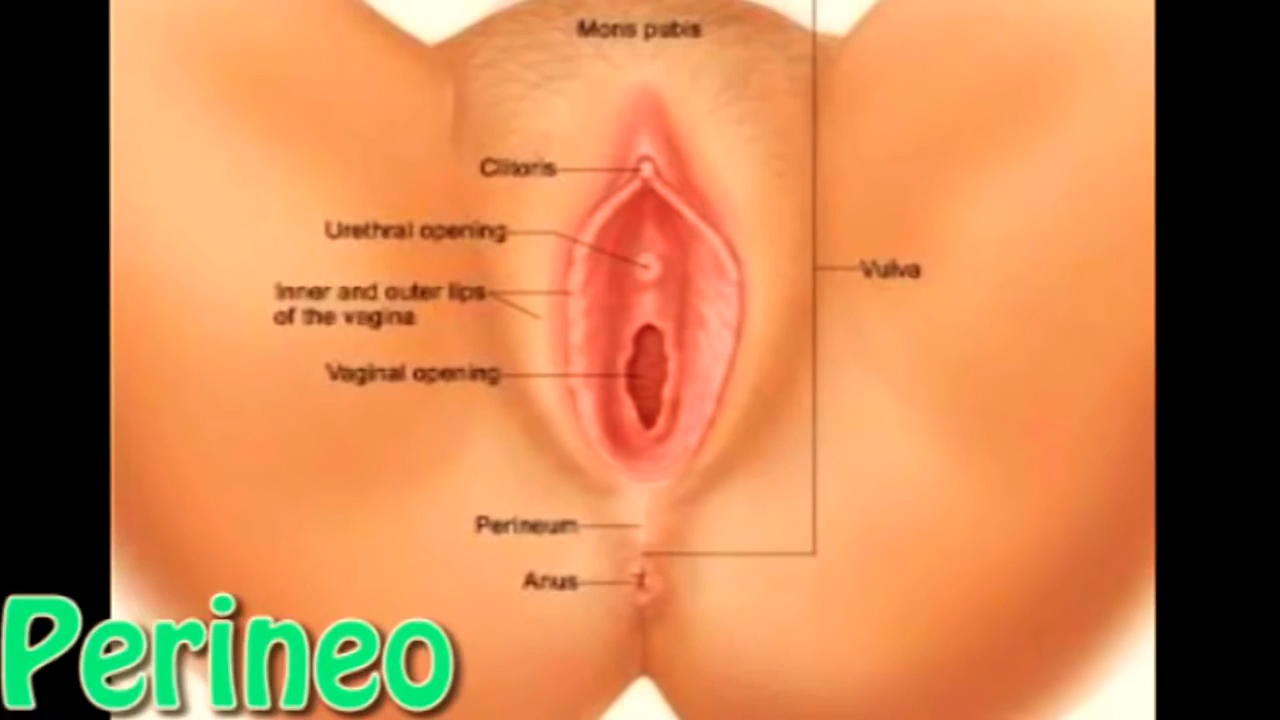 Mons pubis
Clitoris
Urethral opening
Inner and outer lips
of the vagina
Vulva
Vaginal opening
Perineum
Anus
Perineo